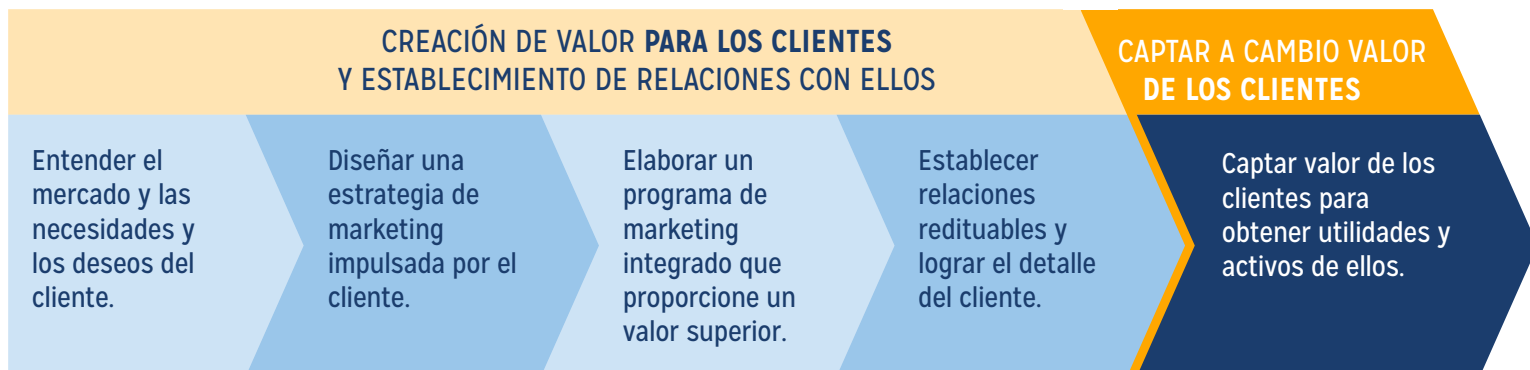 CREACIÓN DE VALOR PARA LOS CLIENTES
Y ESTABLECIMIENTO DE RELACIONES CON ELLOS
CAPTAR A CAMBIO VALOR
DE LOS CLIENTES
Entender el
mercado y las
necesidades y
los deseos del
cliente.
Diseñar una
estrategia de
marketing
impulsada por el
cliente.
Elaborar un
programa de
marketing
integrado que
proporcione un
valor superior.
Establecer
relaciones
redituables y
lograr el detalle
del cliente.
Captar valor de los
clientes para
obtener utilidades y
activos de ellos.